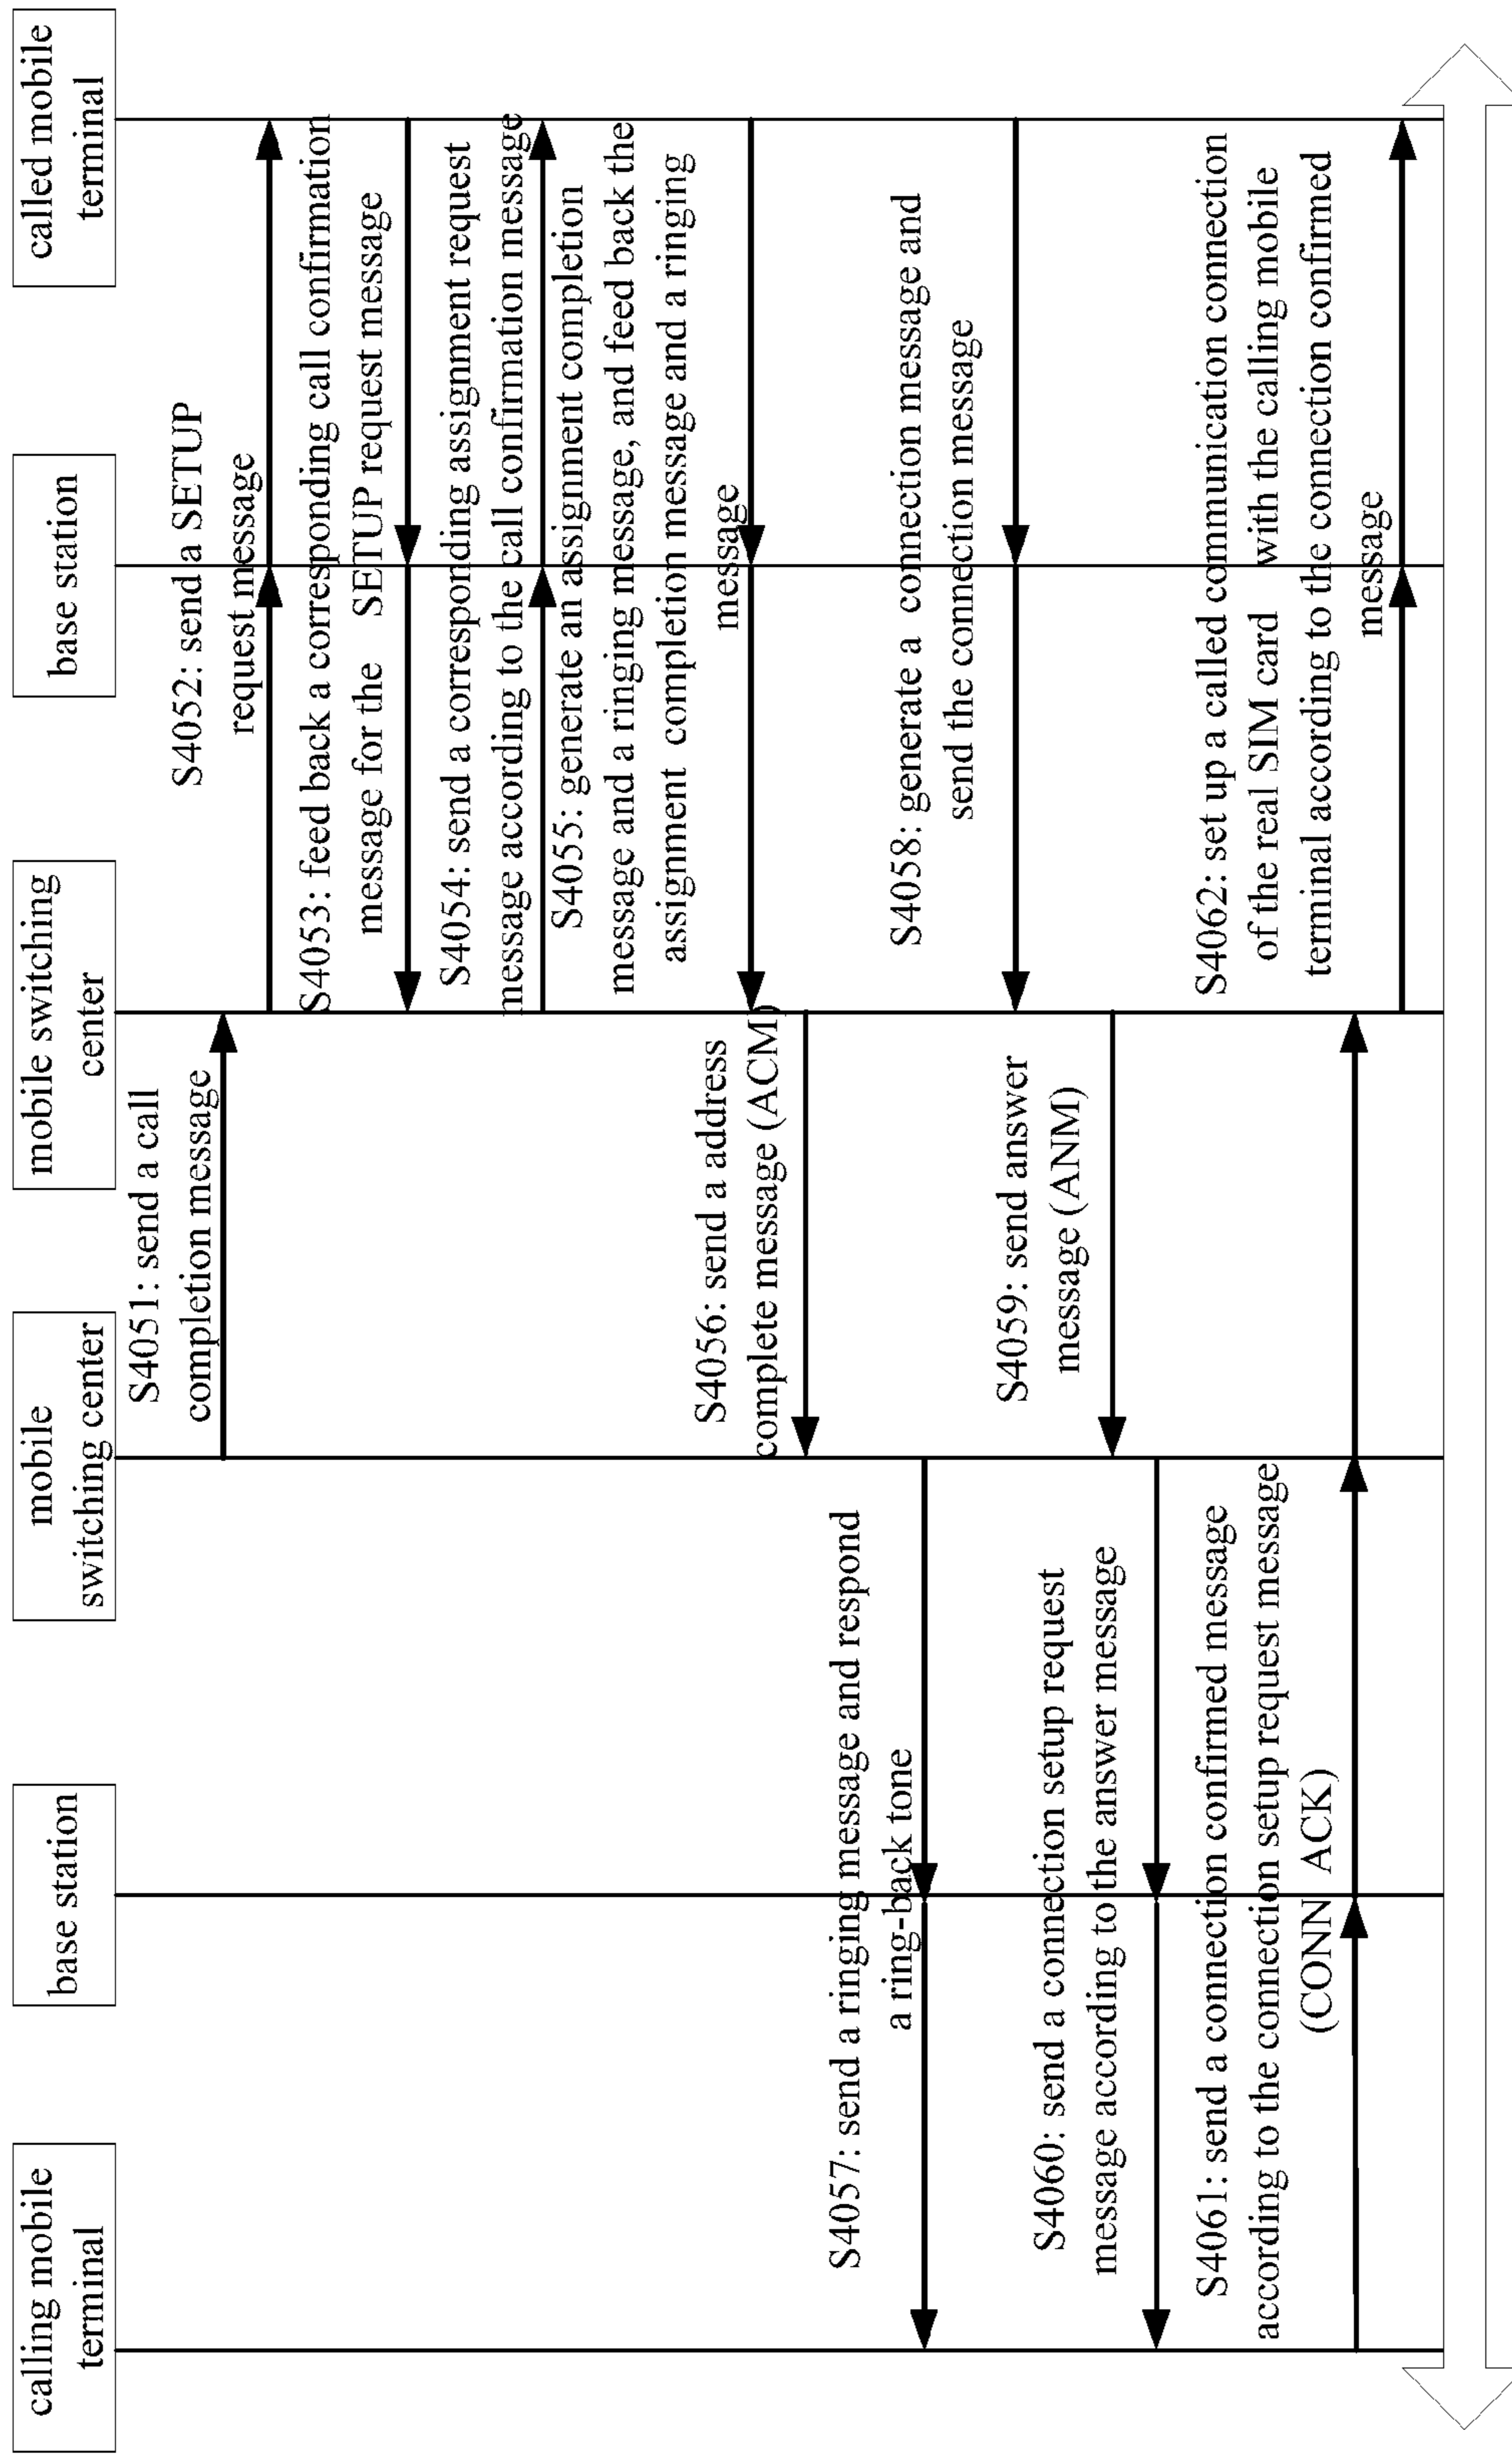 calling mobile
terminal
base station
mobile
switching center
mobile switching
center
base station
called mobile
terminal
S4051: send a call
completion message
S4052: send a SETUP
request message
S4053: feed back a corresponding call confirmation
message for the SETUP request message
S4054: send a corresponding assignment request
message according to the call confirmation message
S4055: generate an assignment completion
message and a ringing message, and feed back the
assignment completion message and a ringing
message
S4056: send a address
complete message (ACM)
S4057: send a ringing message and respond
a ring-back tone
S4058: generate a connection message and
send the connection message
S4059: send answer
message (ANM)
S4060: send a connection setup request
message according to the answer message
S4061: send a connection confirmed message
according to the connection setup request message
(CONN ACK)
S4062: set up a called communication connection
of the real SIM card with the calling mobile
terminal according to the connection confirmed
message